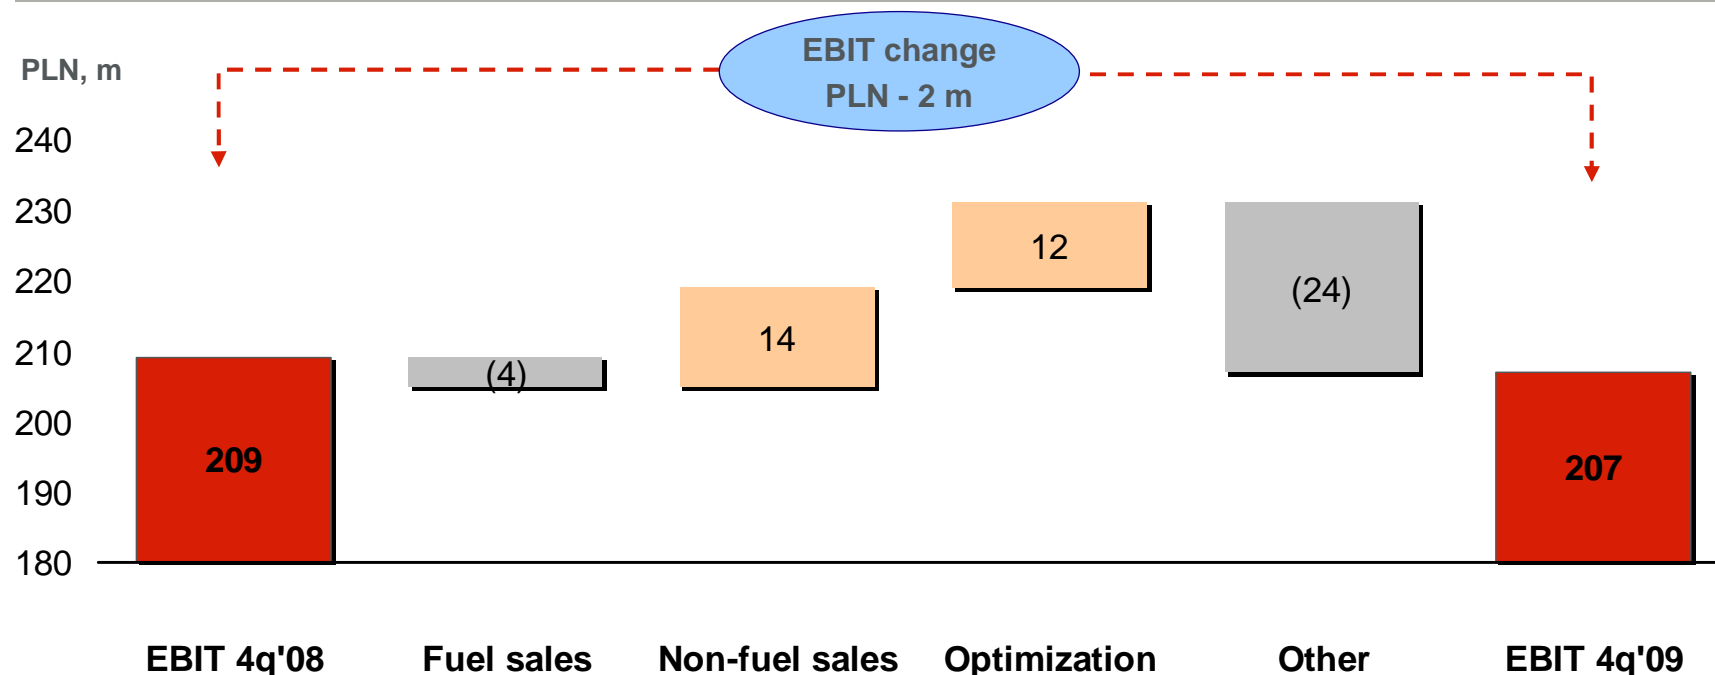 EBIT change
PLN - 2 m
PLN, m
240
230
220
210
200
190
180
209
(4)
14
12
(24)
207
EBIT 4q'08
Fuel sales
Non-fuel sales
Optimization
Other
EBIT 4q'09